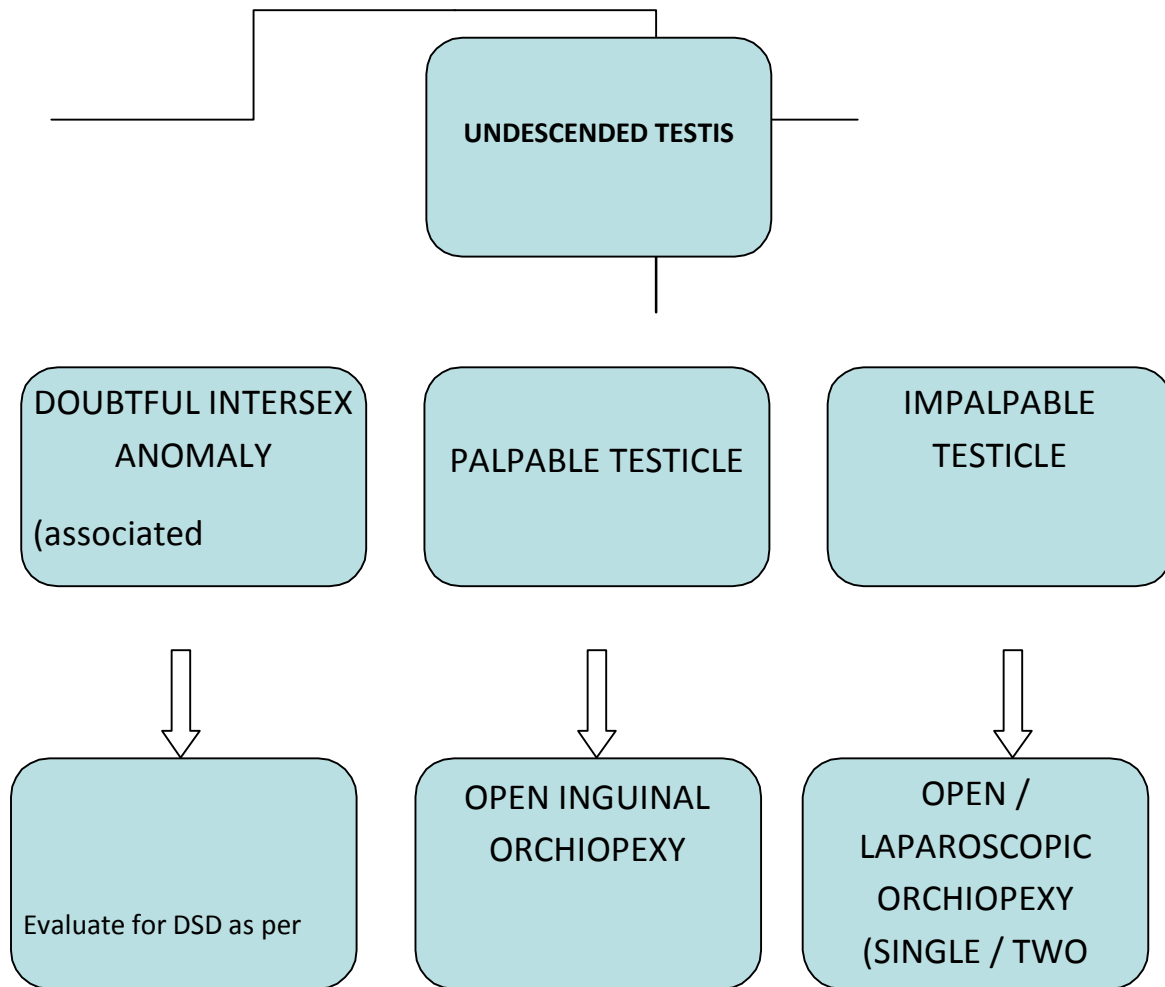 UNDESCENDED TESTIS
DOUBTFUL INTERSEX
ANOMALY
(associated
PALPABLE TESTICLE
IMPALPABLE
TESTICLE
Evaluate for DSD as per
OPEN INGUINAL
ORCHIOPEXY
OPEN /
LAPAROSCOPIC
ORCHIOPEXY
(SINGLE / TWO